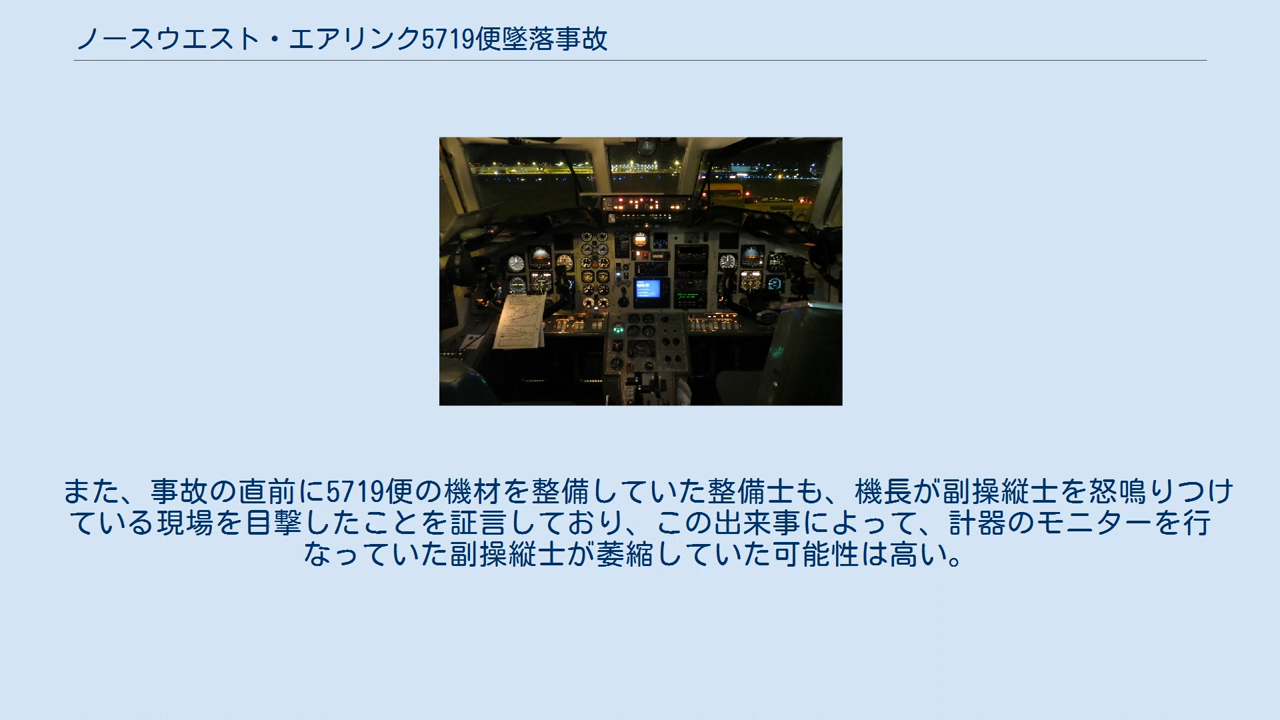 ノースウエスト・エアリンク5719便墜落事故
また、事故の直前に5719便の機材を整備していた整備士も、機長が副操縦士を怒鳴りつけ
ている現場を目撃したことを証言しており、この出来事によって、計器のモニターを行
なっていた副操縦士が萎縮していた可能性は高い。